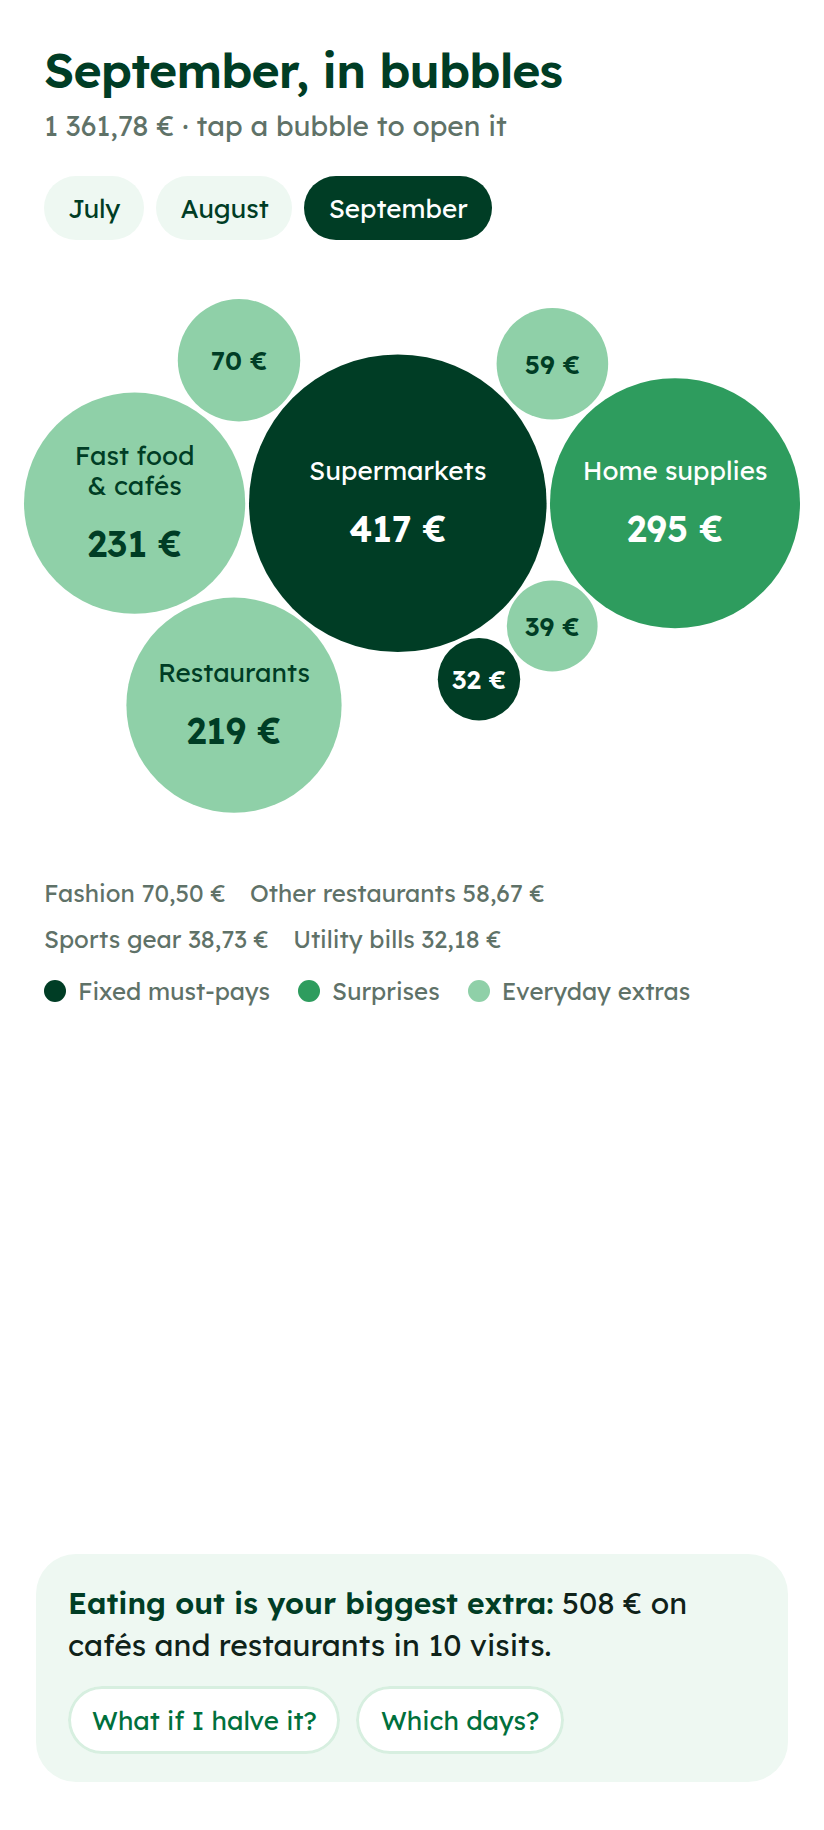 September, in bubbles
1 361,78 € · tap a bubble to open it
July
August
September
70 €
59 €
Fast food
& cafés
231 €
Supermarkets
417 €
Home supplies
295 €
39 €
32 €
Restaurants
219 €
Fashion 70,50 €
Other restaurants 58,67 €
Sports gear 38,73 €
Utility bills 32,18 €
Fixed must-pays
Surprises
Everyday extras
Eating out is your biggest extra: 508 € on
cafés and restaurants in 10 visits.
What if I halve it?
Which days?